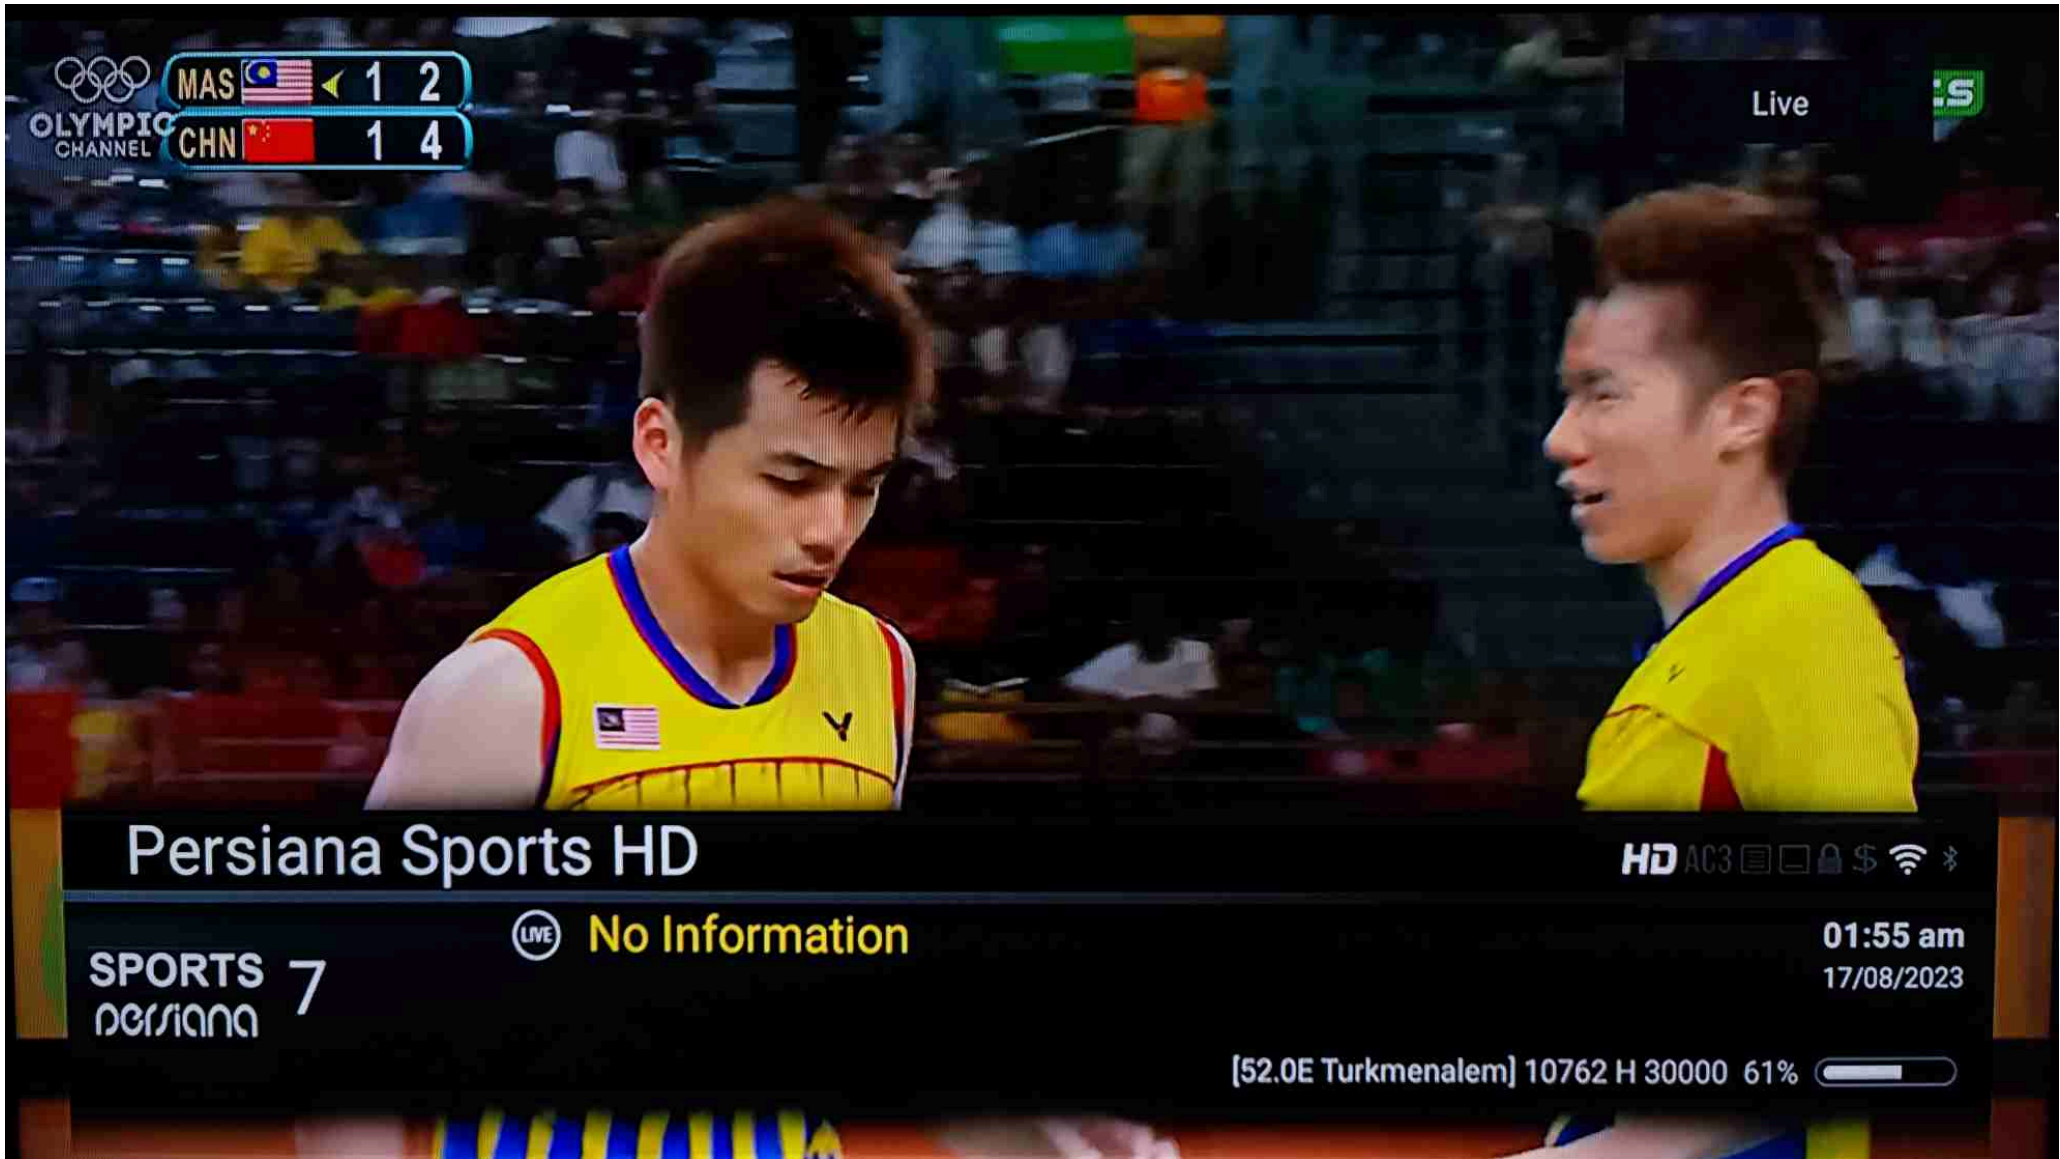 OLYMPIC
CHANNEL
MAS 1 2
CHN 1 4
Live
Persiana Sports HD
HD AC3 $
LIVE No Information
01:55 am
17/08/2023
SPORTS
persiana
7
[52.0E Turkmenalem] 10762 H 30000 61%